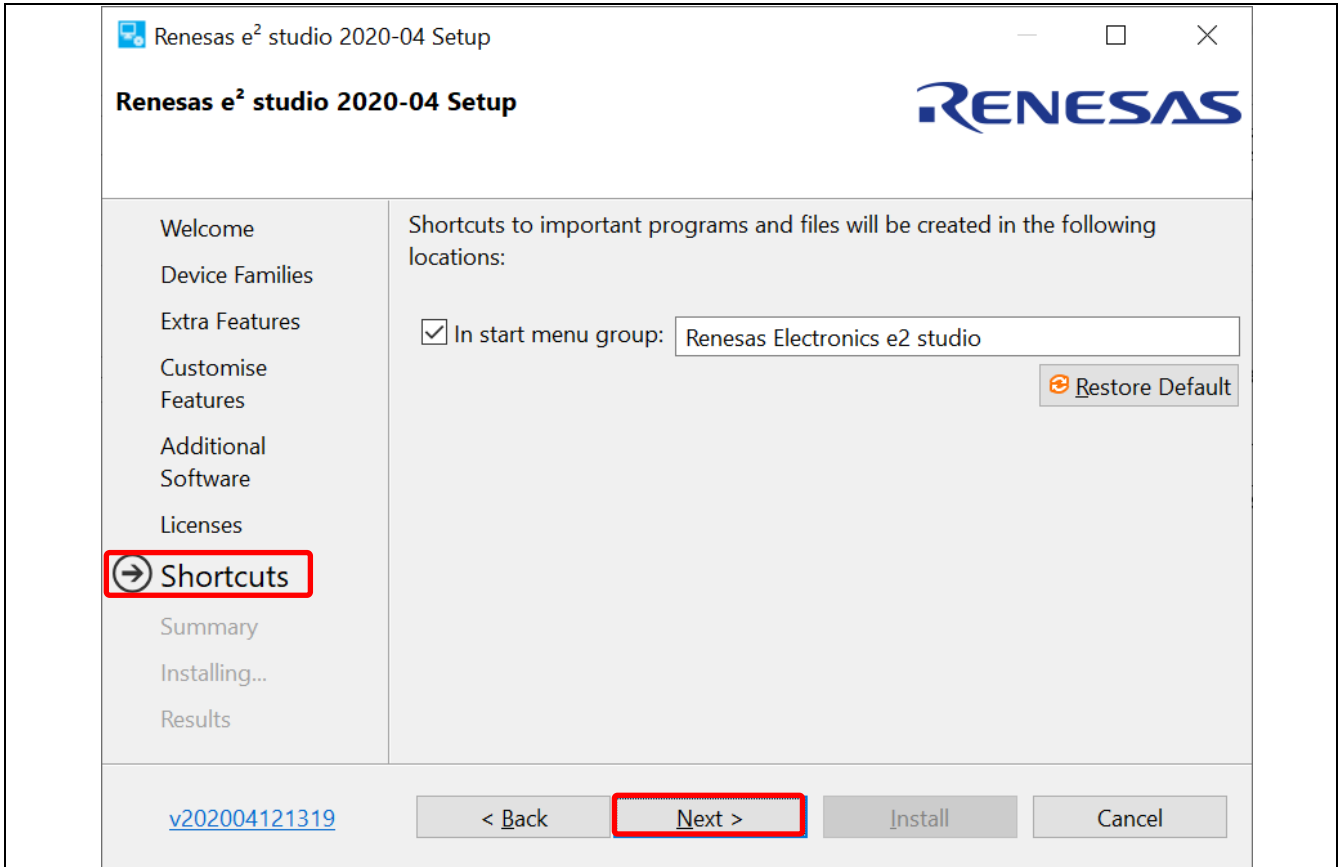 Renesas e² studio 2020-04 Setup
Renesas e² studio 2020-04 Setup
RENESAS
Welcome
Device Families
Extra Features
Customise
Features
Additional
Software
Licenses
Shortcuts
Summary
Installing...
Results
Shortcuts to important programs and files will be created in the following
locations:
In start menu group: Renesas Electronics e2 studio
Restore Default
v202004121319 < Back Next > Install Cancel